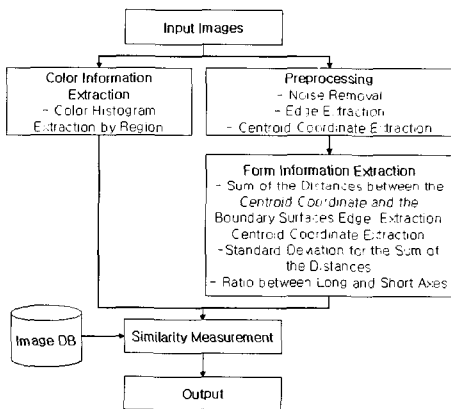 Input Images
Color Information
Extraction
- Color Histogram
Extraction by Region
Preprocessing
- Noise Removal
- Edge Extraction
- Centroid Coordinate Extraction
Form Information Extraction
- Sum of the Distances between the
Centroid Coordinate and the
Boundary Surfaces Edge Extraction
Centroid Coordinate Extraction
-Standard Deviation for the Sum of
the Distances
- Ratio between Long and Short Axes
Image DB
Similarity Measurement
Output